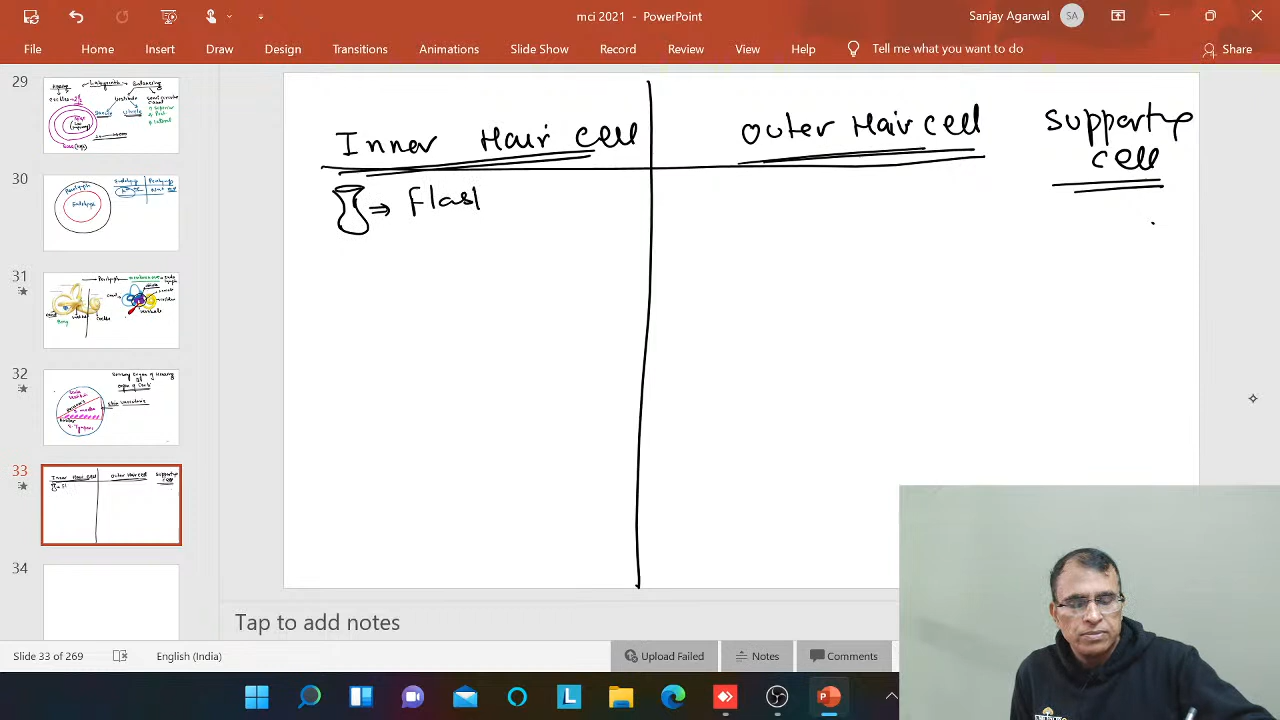 mci 2021 - PowerPoint
Sanjay Agarwal SA
File Home Insert Draw Design Transitions Animations Slide Show Record Review View Help Tell me what you want to do Share
29
30
31
32
33
34
Inner Hair cell
Outer Hair cell
supporting cell
⇒ Flas
Tap to add notes
Slide 33 of 269
English (India)
Upload Failed
Notes
Comments